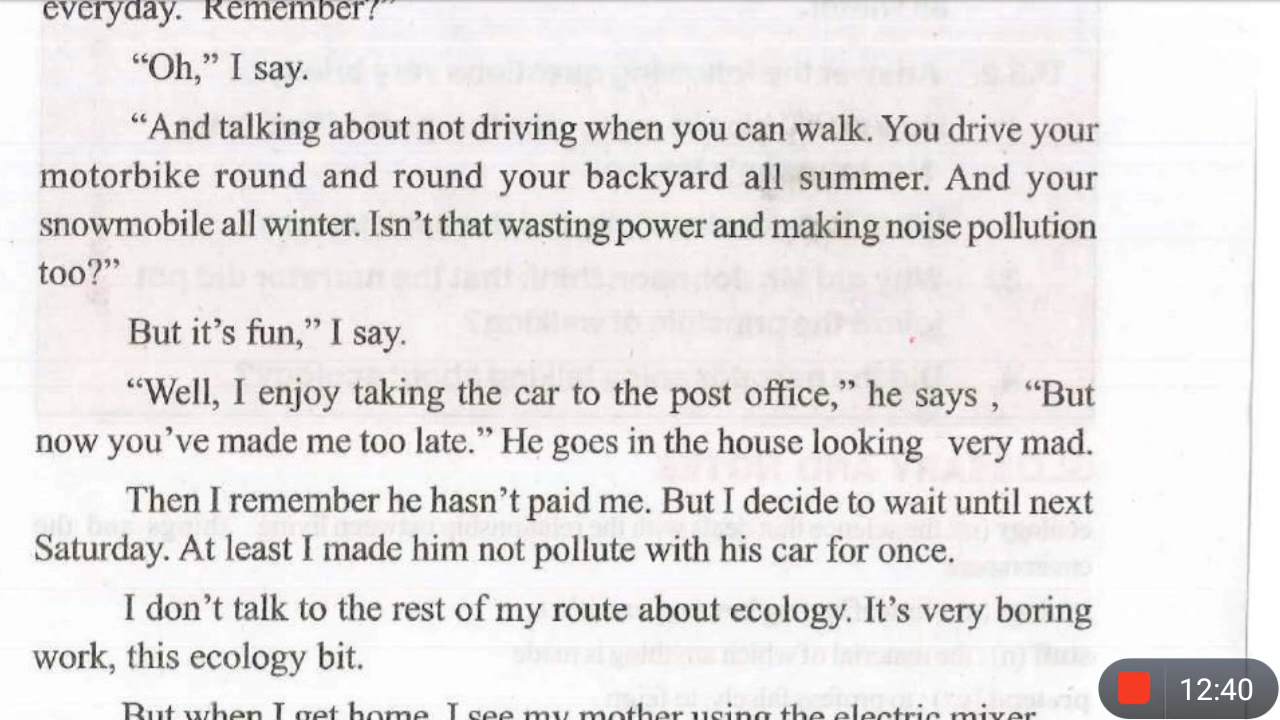 everyday. Remember?”
“Oh,” I say.
“And talking about not driving when you can walk. You drive your
motorbike round and round your backyard all summer. And your
snowmobile all winter. Isn’t that wasting power and making noise pollution
too?”
But it’s fun,” I say.
“Well, I enjoy taking the car to the post office,” he says , “But
now you’ve made me too late.” He goes in the house looking very mad.
Then I remember he hasn’t paid me. But I decide to wait until next
Saturday. At least I made him not pollute with his car for once.
I don’t talk to the rest of my route about ecology. It’s very boring
work, this ecology bit.
But when I get home, I see my mother using the electric mixer
12:40